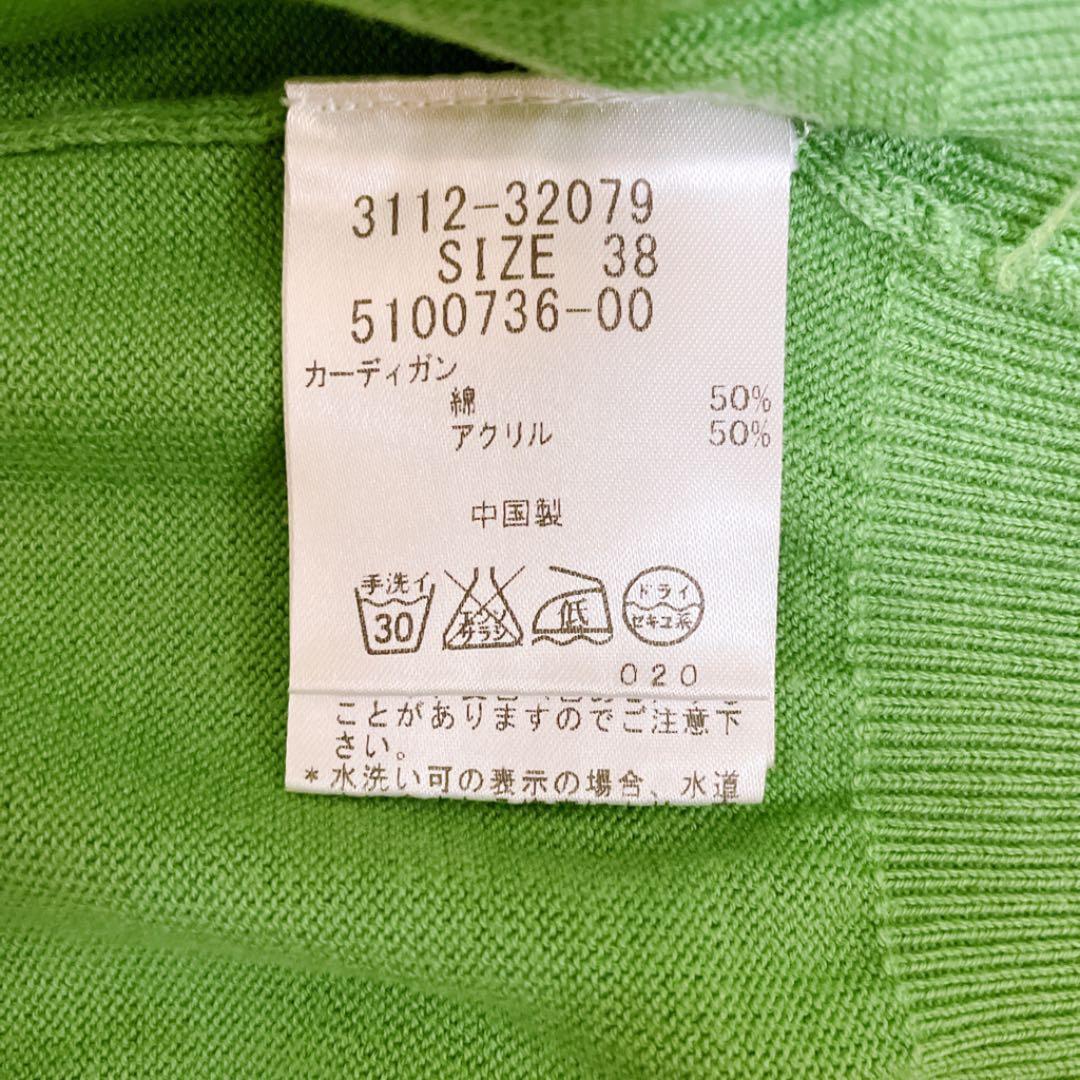 3112-32079
SIZE 38
5100736-00
カーディガン
綿 50%
アクリル 50%
中国製
手洗イ
30
エンソ
サラシ
低
ドライ
セキユ系
020
ことがありますのでご注意下
さい。
*水洗い可の表示の場合、水道